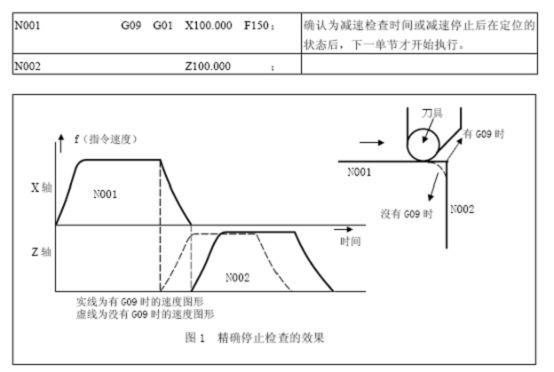 N001 G09 G01 X100.000 F150； 确认为减速检查时间或减速停止后在定位的
状态后，下一单节才开始执行。
N002 Z100.000 ；
f（指令速度）
X 轴
N001
时间
Z 轴
N002
实线为有 G09 时的速度图形
虚线为没有 G09 时的速度图形
刀具
有 G09 时
N001
N002
沒有 G09 时
图 1 精确停止检查的效果